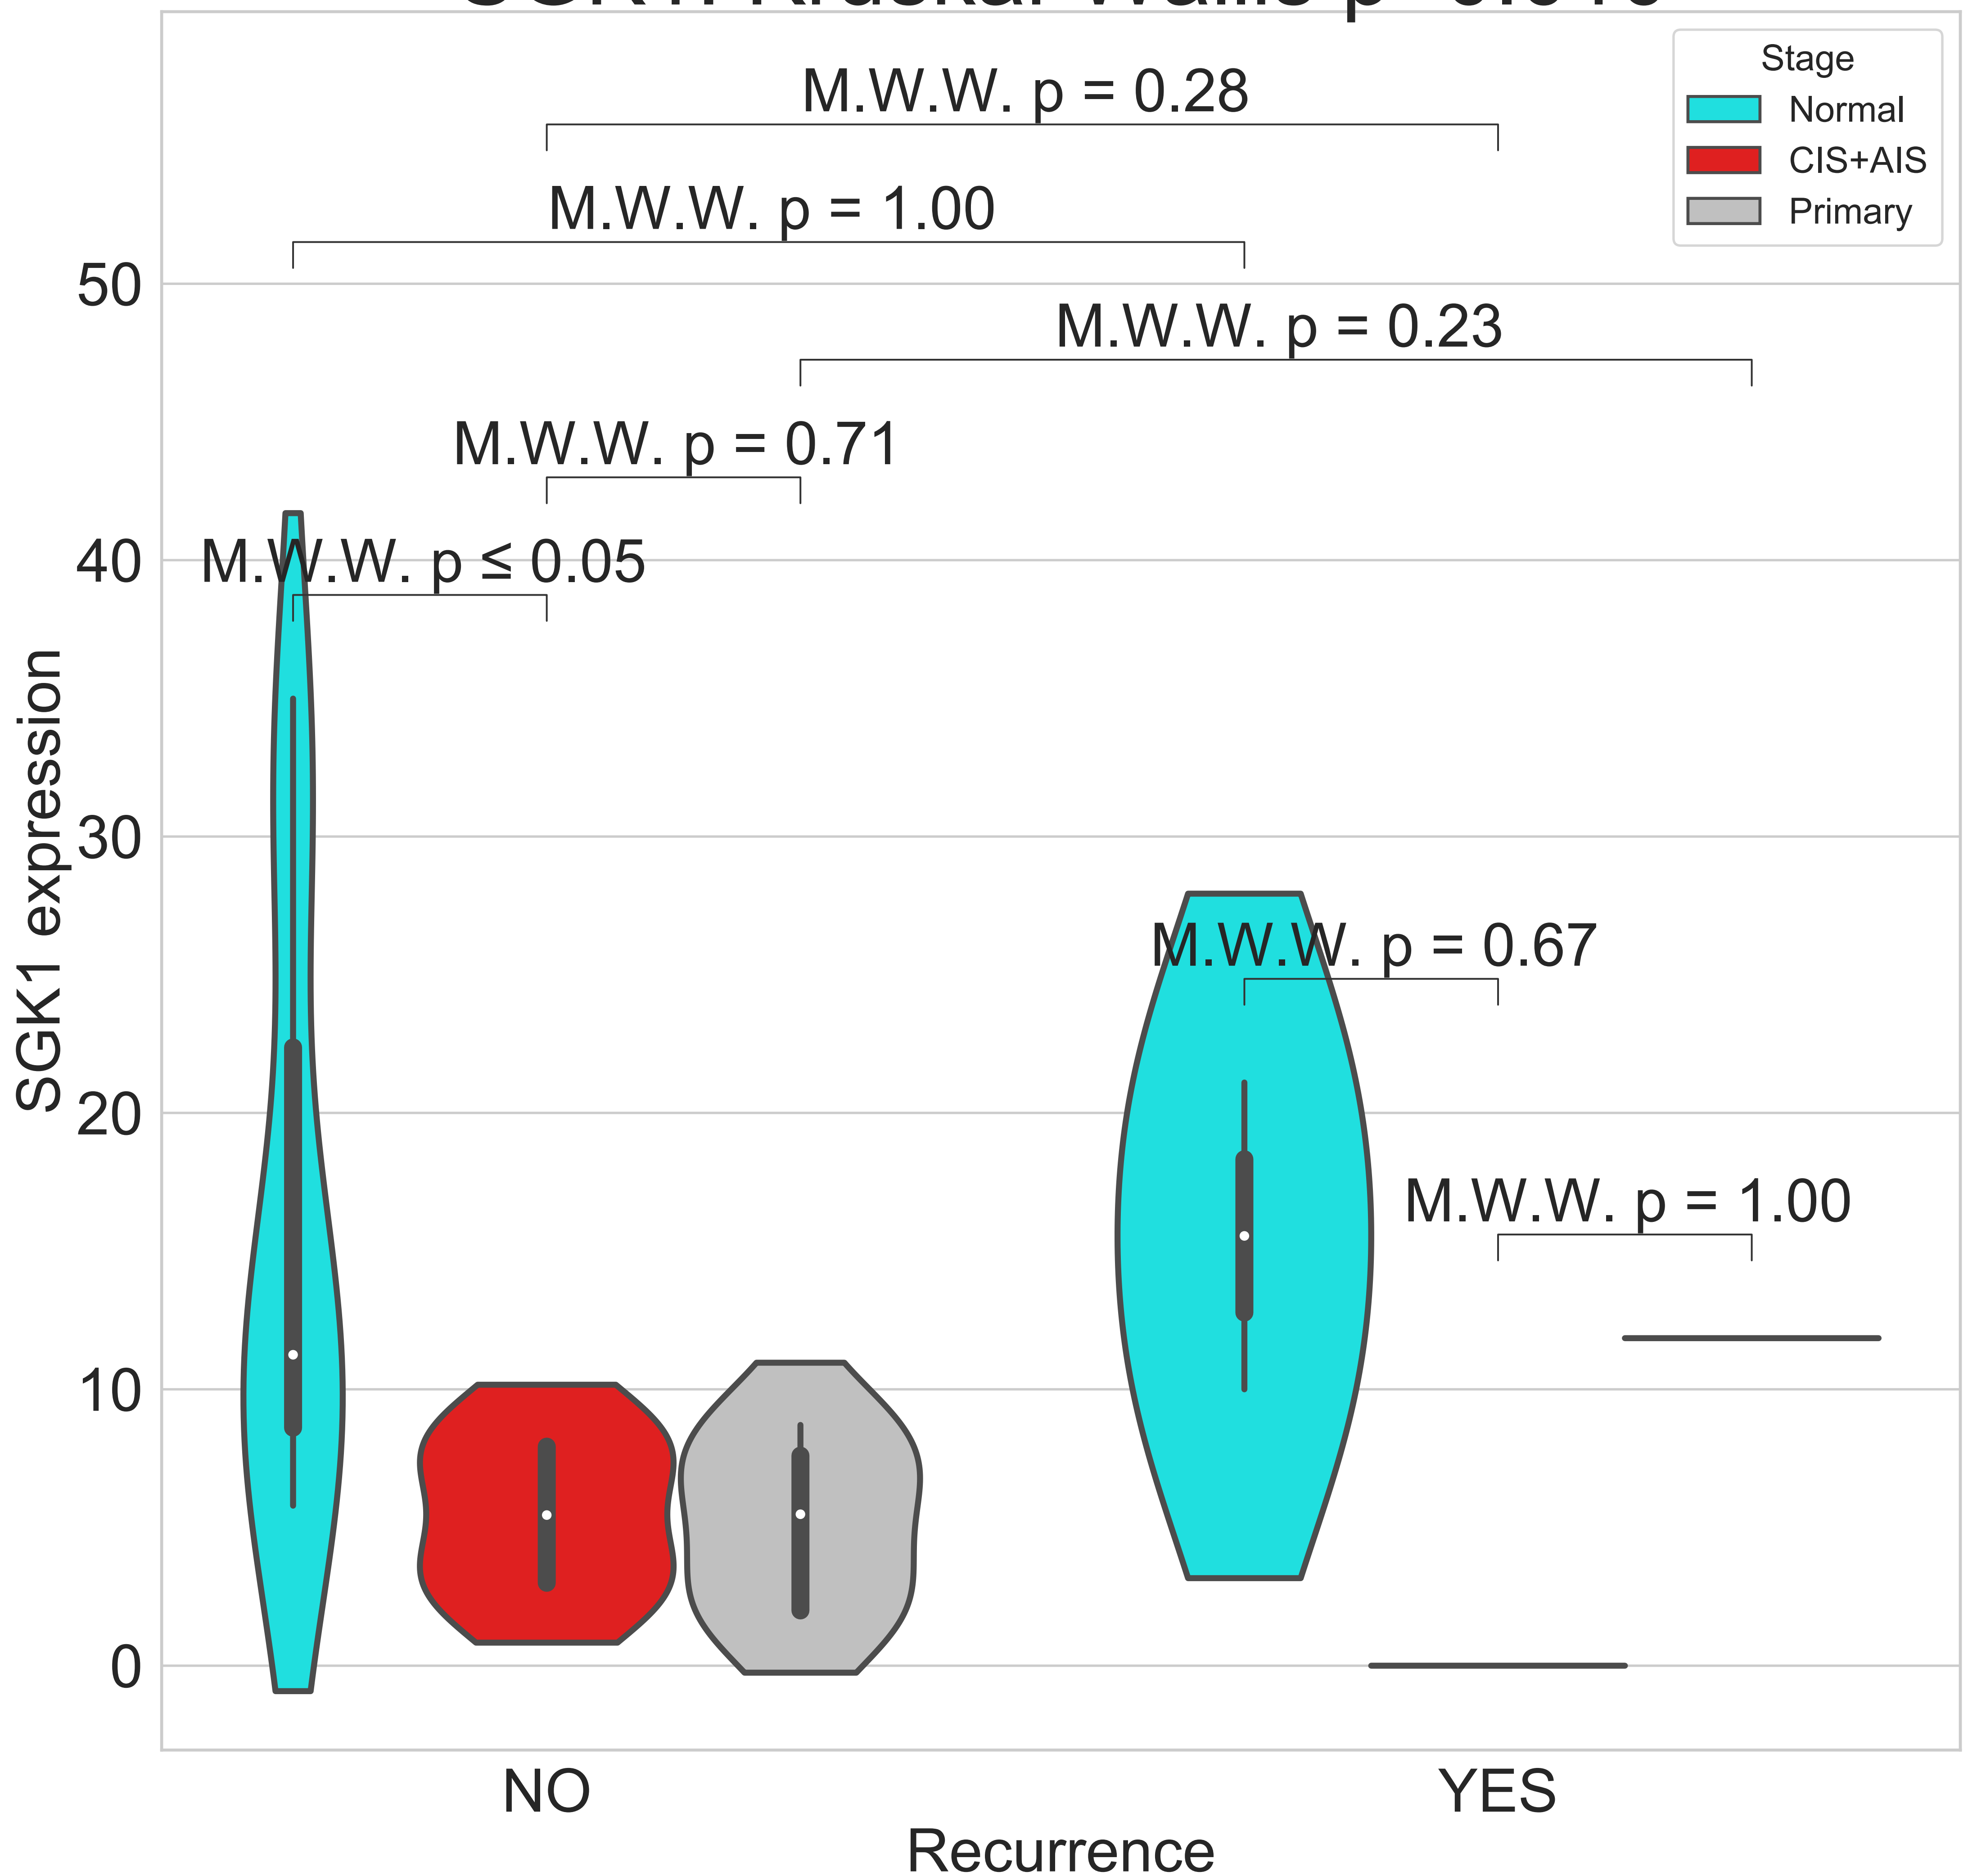 Stage
Normal
CIS+AIS
Primary
M.W.W. p = 0.28
M.W.W. p = 1.00
M.W.W. p = 0.23
M.W.W. p = 0.71
M.W.W. p ≤ 0.05
M.W.W. p = 0.67
M.W.W. p = 1.00
50
40
30
20
10
0
SGK1 expression
NO
YES
Recurrence